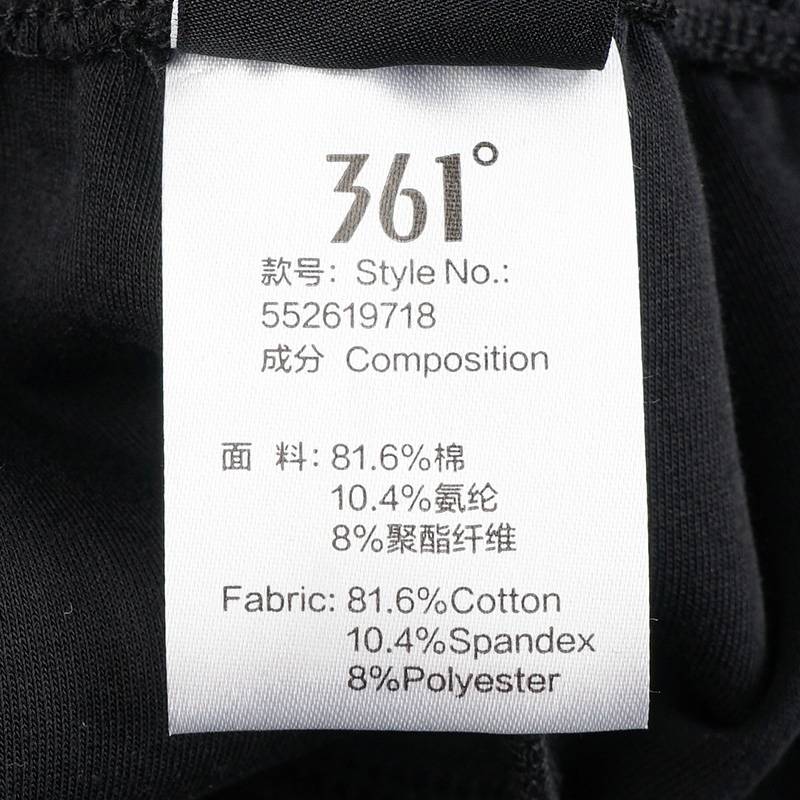 361°
款号: Style No.:
552619718
成分 Composition
面 料: 81.6%棉
10.4%氨纶
8%聚酯纤维
Fabric: 81.6%Cotton
10.4%Spandex
8%Polyester